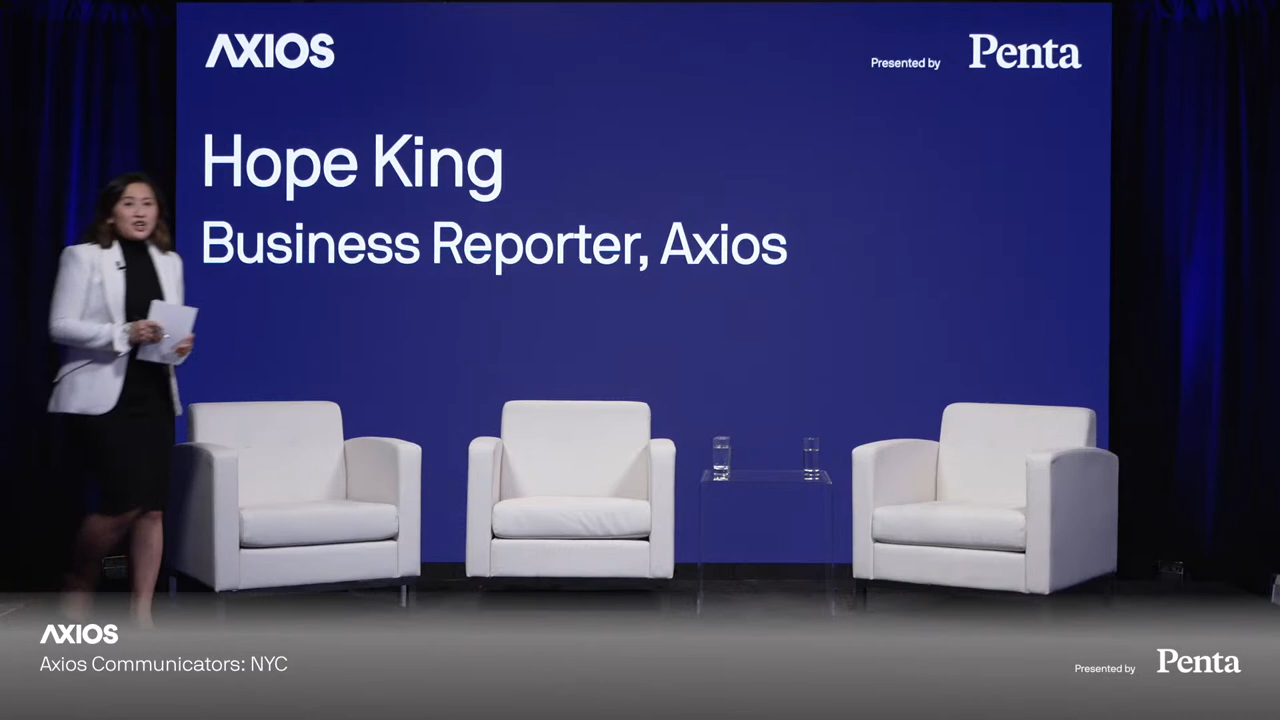 AXIOS
Presented by Penta
Hope King
Business Reporter, Axios
AXIOS
Axios Communicators: NYC
Presented by Penta